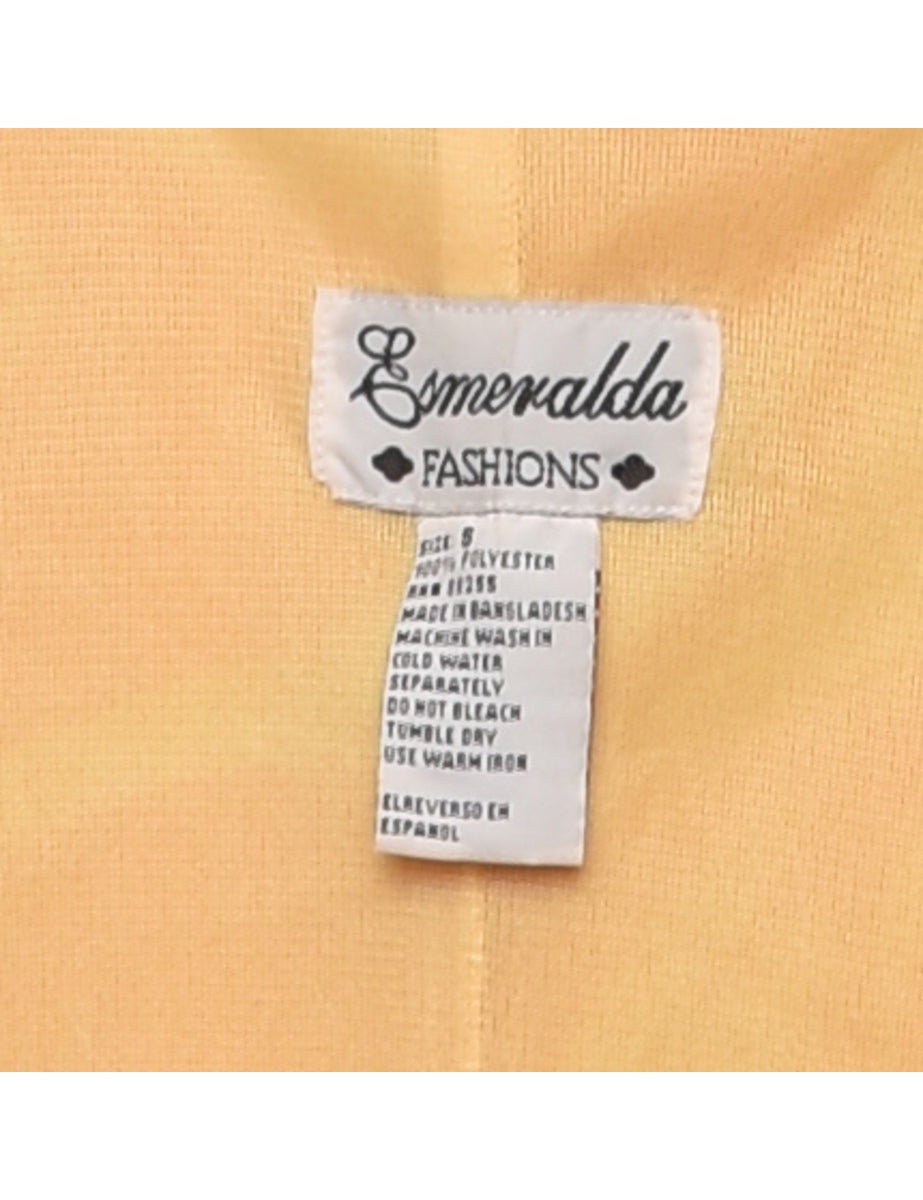 Esmeralda
FASHIONS
SIZE: S
100% POLYESTER
MADE IN BANGLADESH
MACHINE WASH IN
COLD WATER
SEPARATELY
DO NOT BLEACH
TUMBLE DRY
USE WARM IRON
ELREVERSO EN
ESPANOL